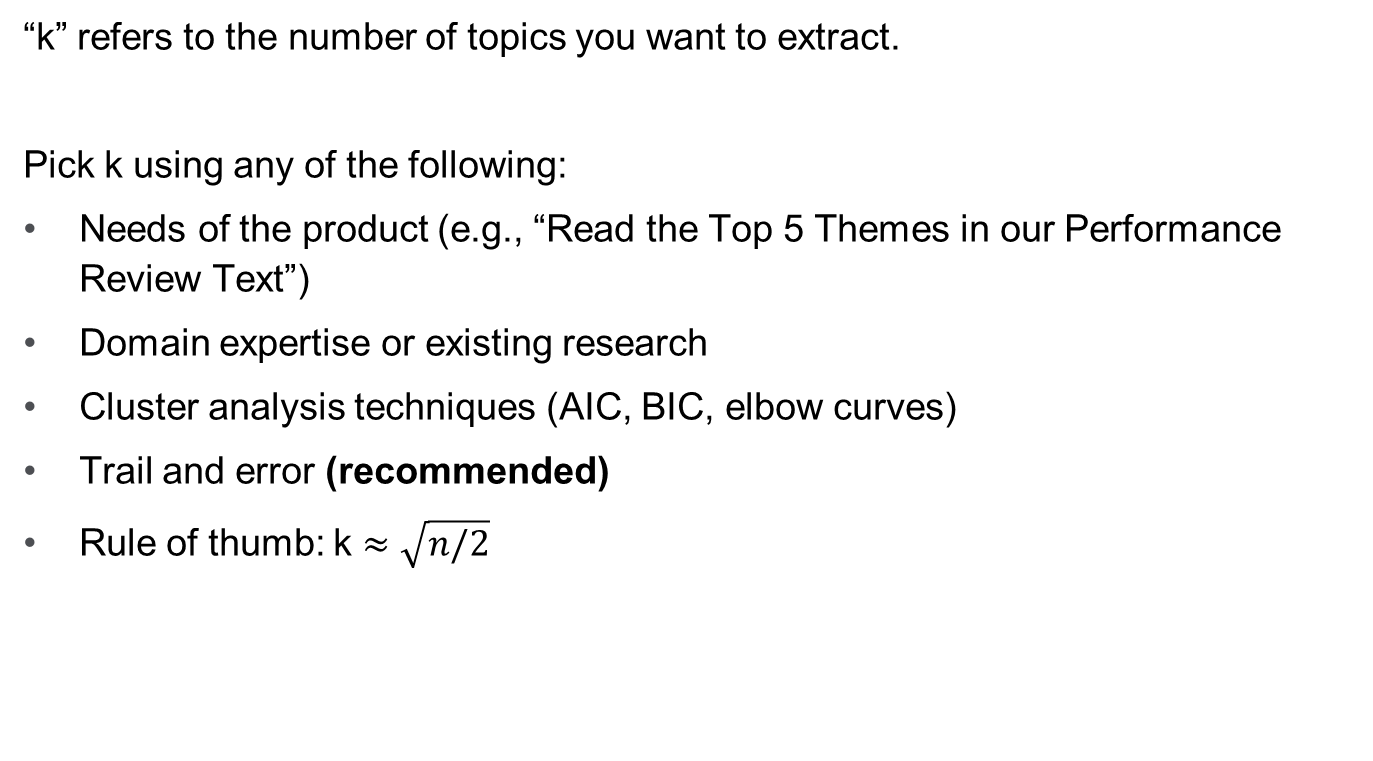 “k” refers to the number of topics you want to extract.
Pick k using any of the following:
• Needs of the product (e.g., “Read the Top 5 Themes in our Performance
Review Text”)
• Domain expertise or existing research
• Cluster analysis techniques (AIC, BIC, elbow curves)
• Trail and error (recommended)
• Rule of thumb: k ≈ √n/2